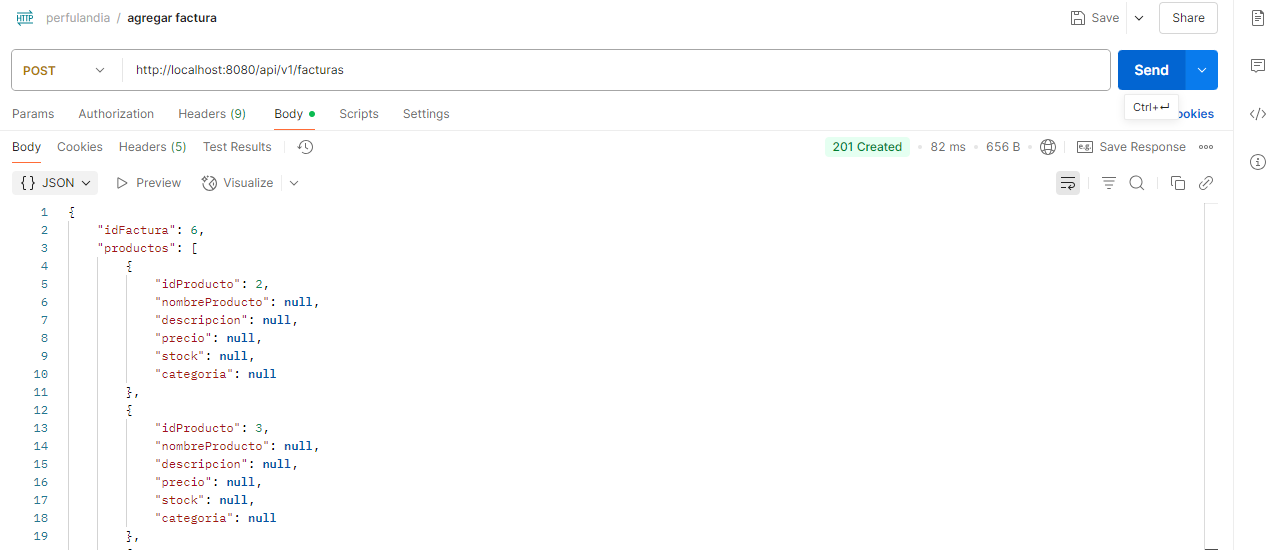 HTTP perfulandia / agregar factura Save Share
POST http://localhost:8080/api/v1/facturas Send
Ctrl+↵
Params Authorization Headers (9) Body Scripts Settings ookies
Body Cookies Headers (5) Test Results 201 Created 82 ms 656 B e.g. Save Response
{} JSON Preview Visualize
1 {
2 "idFactura": 6,
3 "productos": [
4 {
5 "idProducto": 2,
6 "nombreProducto": null,
7 "descripcion": null,
8 "precio": null,
9 "stock": null,
10 "categoria": null
11 },
12 {
13 "idProducto": 3,
14 "nombreProducto": null,
15 "descripcion": null,
16 "precio": null,
17 "stock": null,
18 "categoria": null
19 },